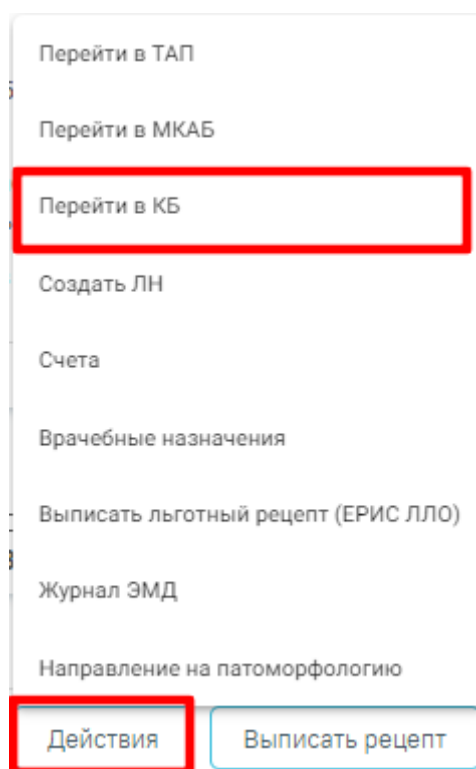 Перейти в ТАП
Перейти в МКАБ
Перейти в КБ
Создать ЛН
Счета
Врачебные назначения
Выписать льготный рецепт (ЕРИС ЛЛО)
Журнал ЭМД
Направление на патоморфологию
Действия
Выписать рецепт